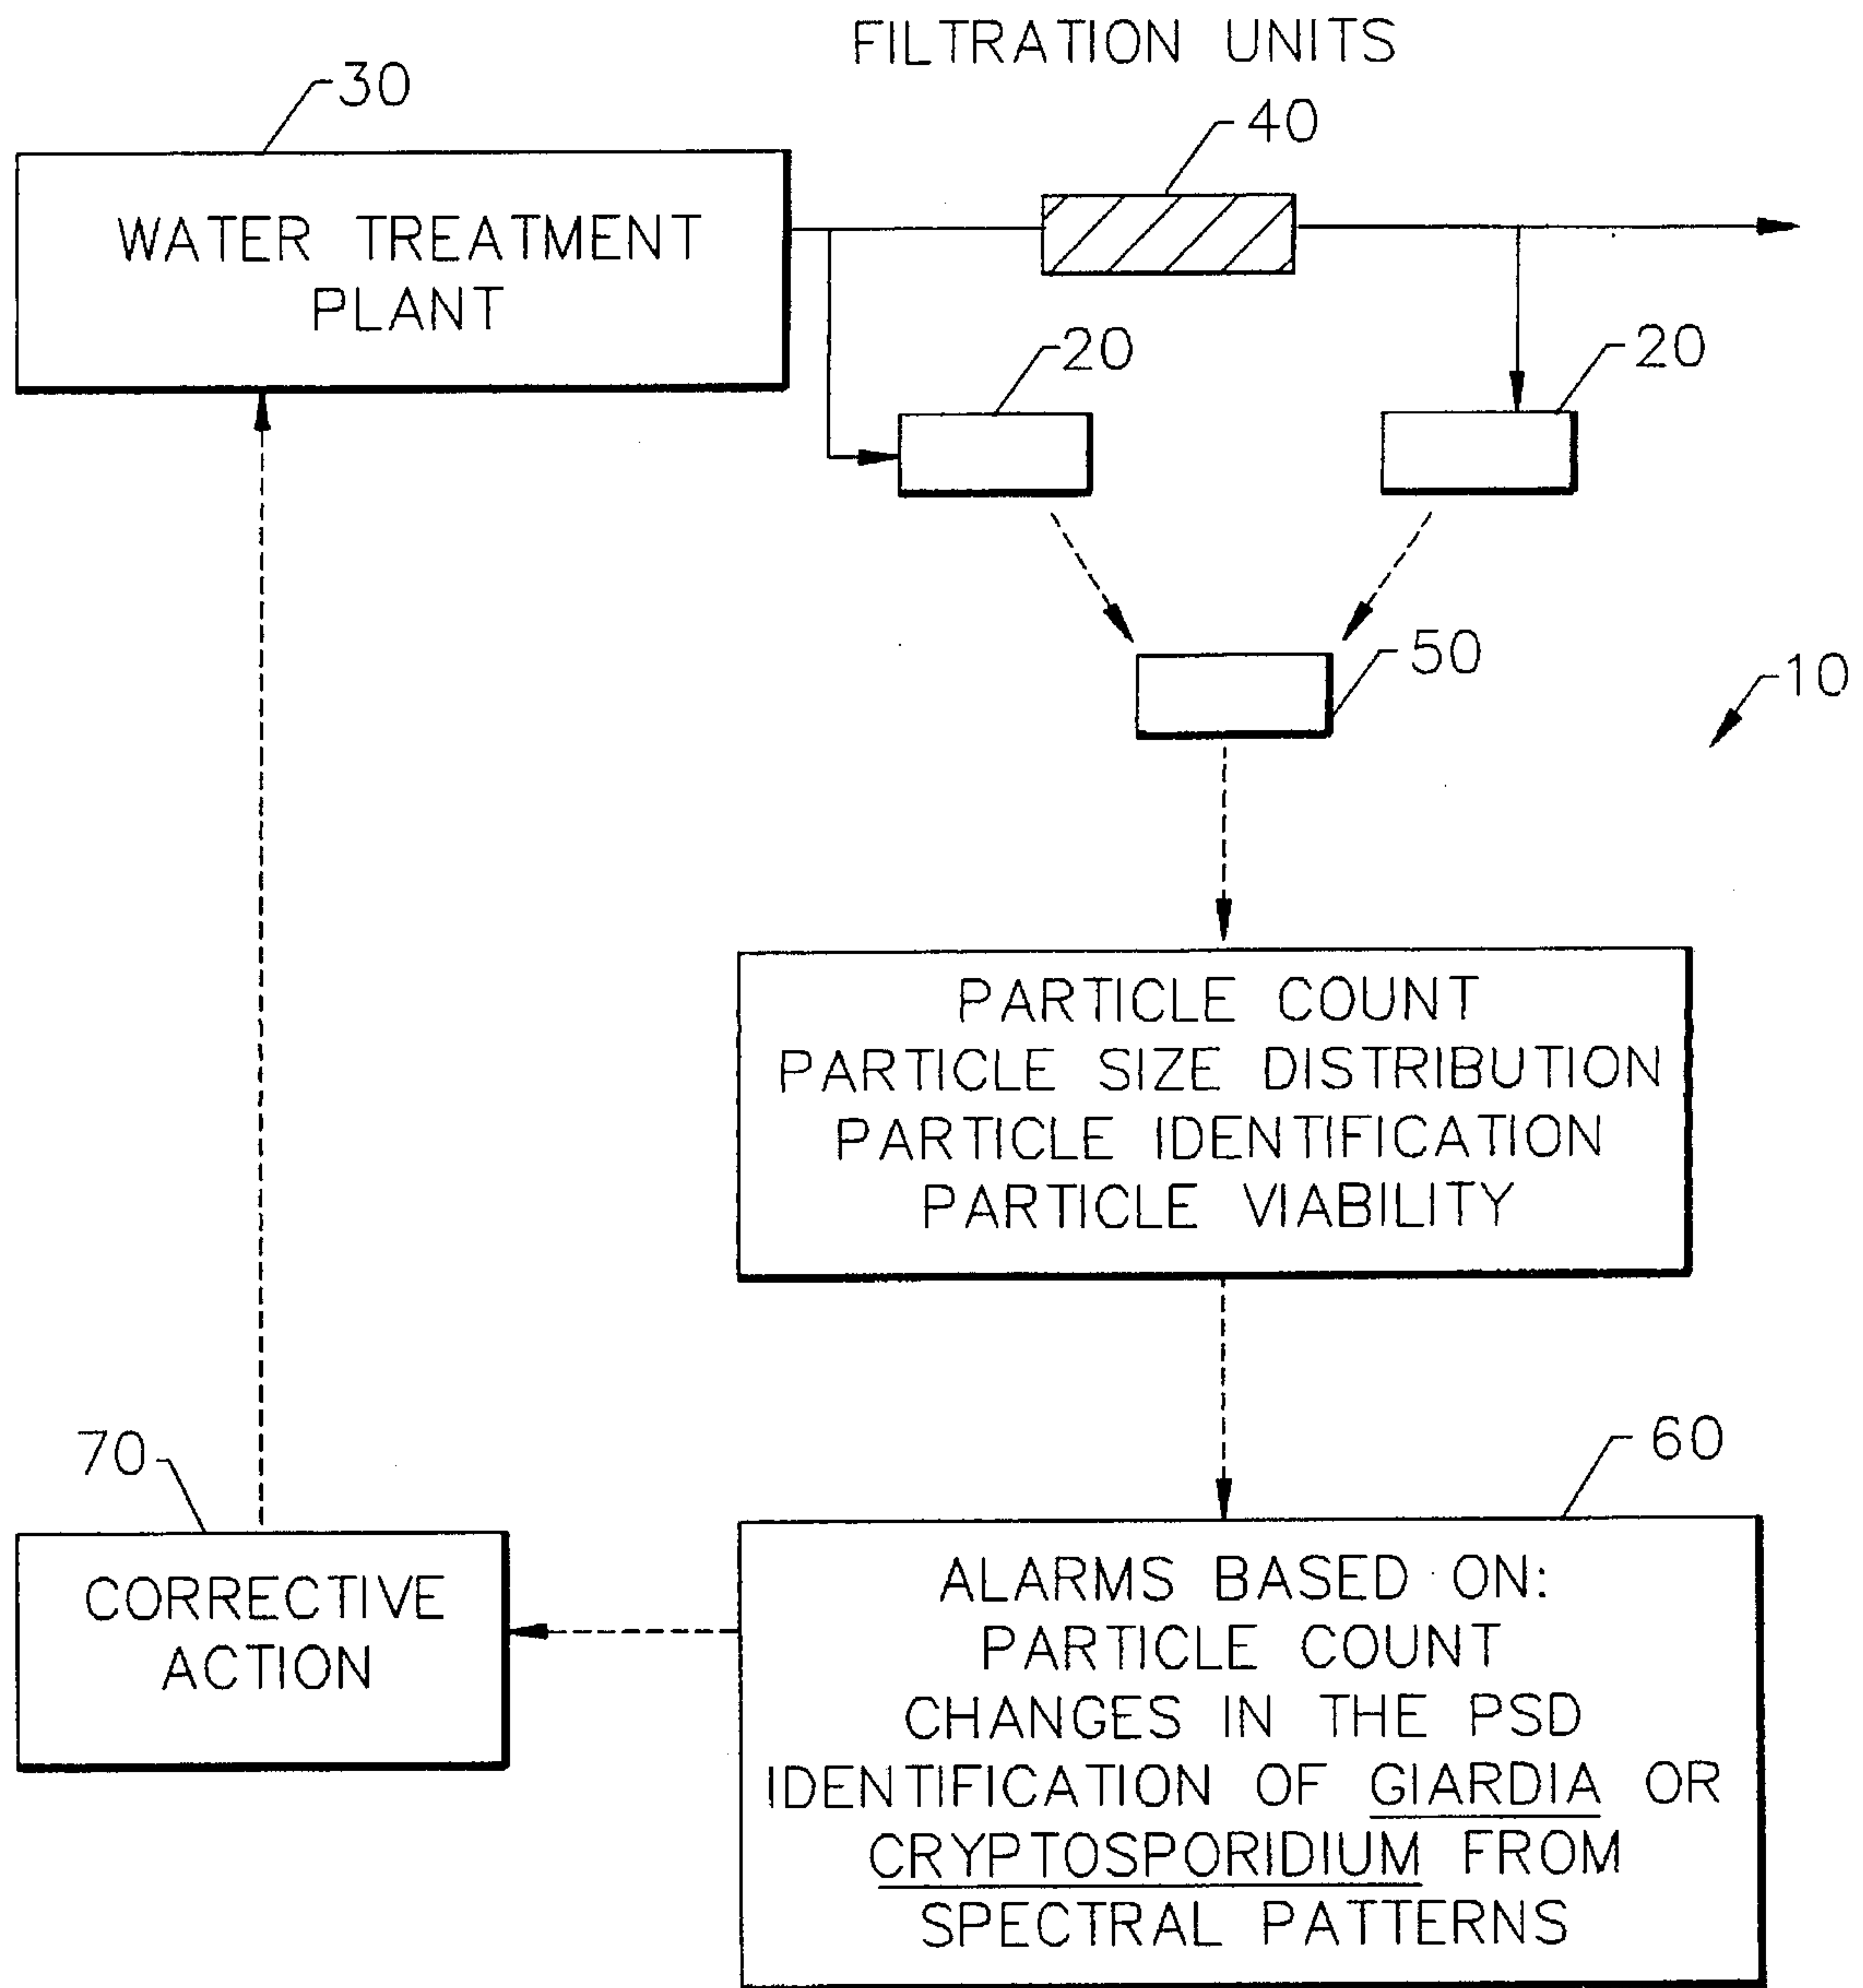 FILTRATION UNITS
30
40
WATER TREATMENT
PLANT
20
20
50
10
PARTICLE COUNT
PARTICLE SIZE DISTRIBUTION
PARTICLE IDENTIFICATION
PARTICLE VIABILITY
70
60
CORRECTIVE
ACTION
ALARMS BASED ON:
PARTICLE COUNT
CHANGES IN THE PSD
IDENTIFICATION OF GIARDIA OR
CRYPTOSPORIDIUM FROM
SPECTRAL PATTERNS